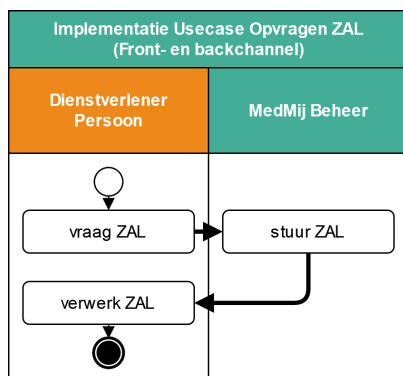 Implementatie Usecase Opvragen ZAL
(Front- en backchannel)
Dienstverlener
Persoon
MedMij Beheer
vraag ZAL
stuur ZAL
verwerk ZAL